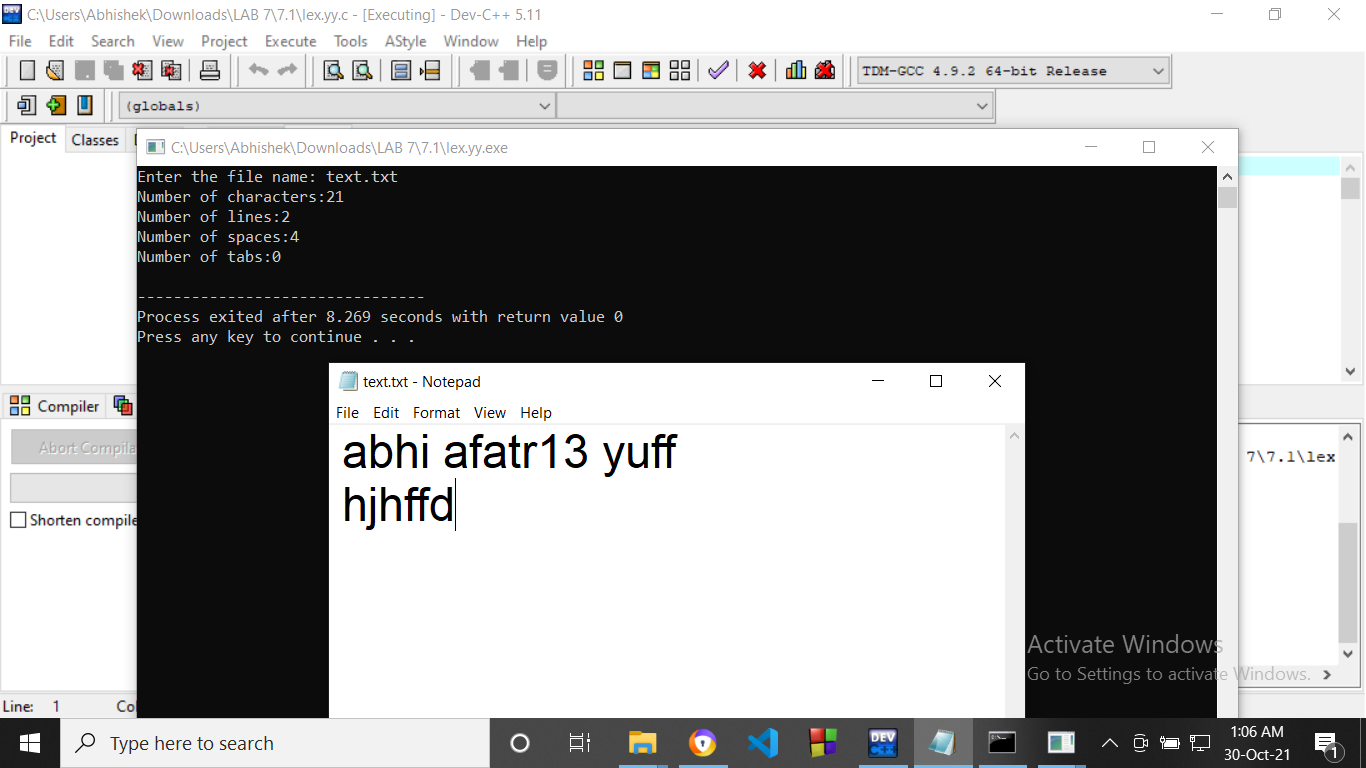 C:\Users\Abhishek\Downloads\LAB 7\7.1\lex.yy.c - [Executing] - Dev-C++ 5.11
File Edit Search View Project Execute Tools AStyle Window Help
TDM-GCC 4.9.2 64-bit Release
(globals)
Project Classes
C:\Users\Abhishek\Downloads\LAB 7\7.1\lex.yy.exe
Enter the file name: text.txt
Number of characters:21
Number of lines:2
Number of spaces:4
Number of tabs:0
--------------------------------
Process exited after 8.269 seconds with return value 0
Press any key to continue . . .
text.txt - Notepad
File Edit Format View Help
abhi afatr13 yuff
hjhffd
Compiler
Abort Compila
7\7.1\lex
Shorten compile
Activate Windows
Go to Settings to activate Windows.
Line: 1 Col
Type here to search
DEV
C++
1:06 AM
30-Oct-21
1